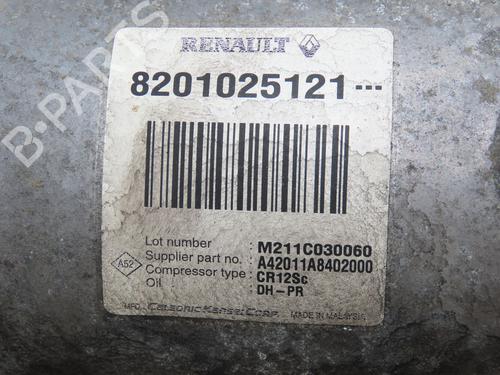 RENAULT
8201025121---
Lot number : M211C030060
Supplier part no. : A42011A8402000
Compressor type : CR12Sc
Oil : DH-PR
A52
MFG. Calsonic Kansei Corp. MADE IN MALAYSIA
B-PARTS